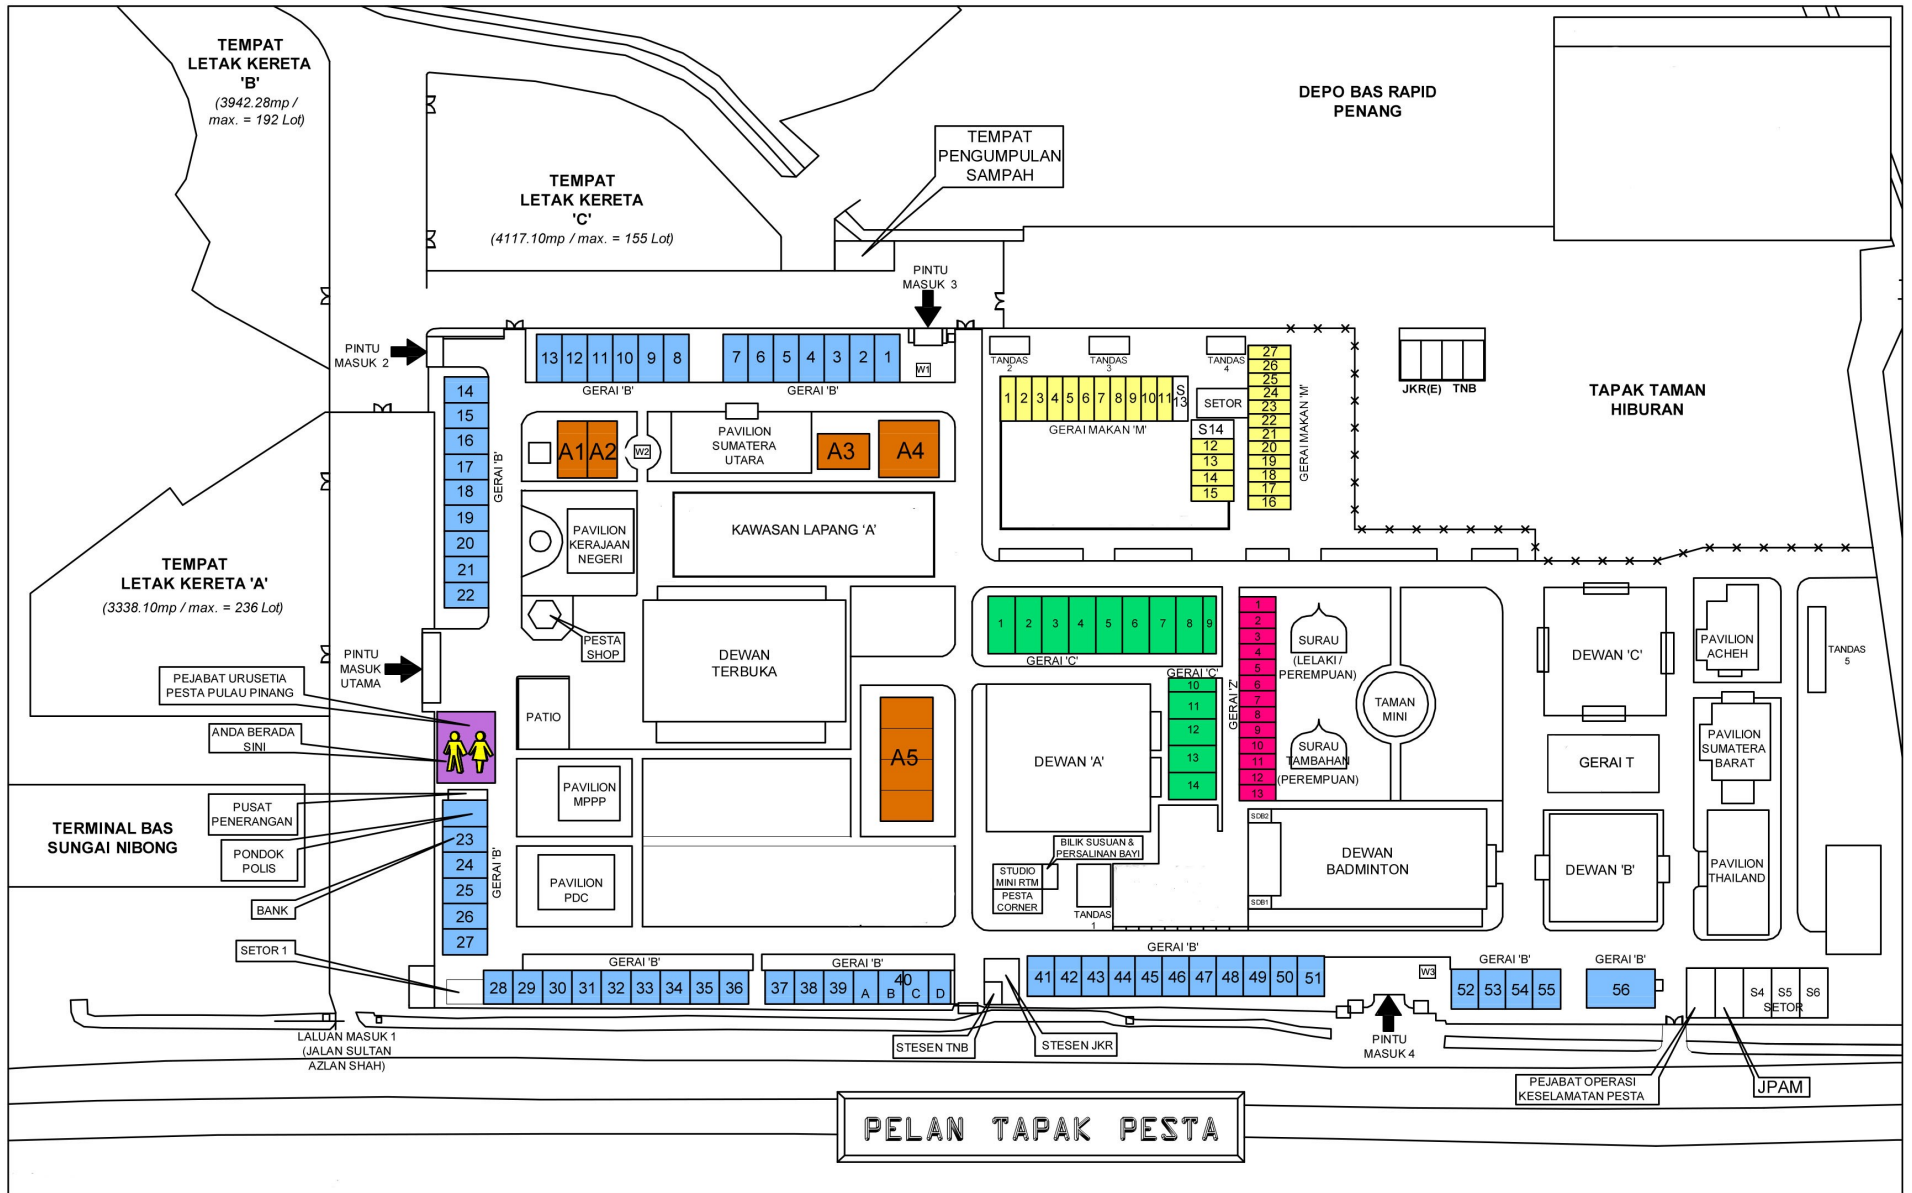 TEMPAT
LETAK KERETA
'B'
(3942.28mp /
max. = 192 Lot)
TEMPAT
LETAK KERETA
'C'
(4117.10mp / max. = 155 Lot)
TEMPAT
PENGUMPULAN
SAMPAH
DEPO BAS RAPID
PENANG
PINTU
MASUK 3
PINTU
MASUK 2
13 12 11 10 9 8
GERAI 'B'
7 6 5 4 3 2 1
GERAI 'B'
W1
TANDAS
2
TANDAS
3
TANDAS
4
JKR(E) TNB
TAPAK TAMAN
HIBURAN
14
15
16
17
18
19
20
21
22
GERAI 'B'
A1 A2
W2
PAVILION
SUMATERA
UTARA
A3
A4
1 2 3 4 5 6 7 8 9 10 11
S
13
GERAI MAKAN 'M'
SETOR
S14
12
13
14
15
27
26
25
24
23
22
21
20
19
18
17
16
GERAI MAKAN 'M'
PAVILION
KERAJAAN
NEGERI
KAWASAN LAPANG 'A'
TEMPAT
LETAK KERETA 'A'
(3338.10mp / max. = 236 Lot)
PESTA
SHOP
DEWAN
TERBUKA
PINTU
MASUK
UTAMA
PEJABAT URUSETIA
PESTA PULAU PINANG
ANDA BERADA
SINI
PATIO
A5
1 2 3 4 5 6 7 8 9
GERAI 'C'
GERAI 'C'
10
11
12
13
14
GERAI 'Z'
1
2
3
4
5
6
7
8
9
10
11
12
13
SURAU
(LELAKI /
PEREMPUAN)
SURAU
TAMBAHAN
(PEREMPUAN)
TAMAN
MINI
DEWAN 'C'
PAVILION
ACHEH
TANDAS
5
DEWAN 'A'
GERAI T
PAVILION
SUMATERA
BARAT
TERMINAL BAS
SUNGAI NIBONG
PUSAT
PENERANGAN
PONDOK
POLIS
BANK
SETOR 1
23
24
25
26
27
GERAI 'B'
PAVILION
MPPP
PAVILION
PDC
BILIK SUSUAN &
PERSALINAN BAYI
STUDIO
MINI RTM
PESTA
CORNER
TANDAS
1
SDB2
SDB1
DEWAN
BADMINTON
DEWAN 'B'
PAVILION
THAILAND
GERAI 'B'
28 29 30 31 32 33 34 35 36
GERAI 'B'
37 38 39 40
A B C D
GERAI 'B'
41 42 43 44 45 46 47 48 49 50 51
W3
GERAI 'B'
52 53 54 55
GERAI 'B'
56
S4 S5 S6
SETOR
LALUAN MASUK 1
(JALAN SULTAN
AZLAN SHAH)
STESEN TNB
STESEN JKR
PINTU
MASUK 4
PEJABAT OPERASI
KESELAMATAN PESTA
JPAM
PELAN TAPAK PESTA